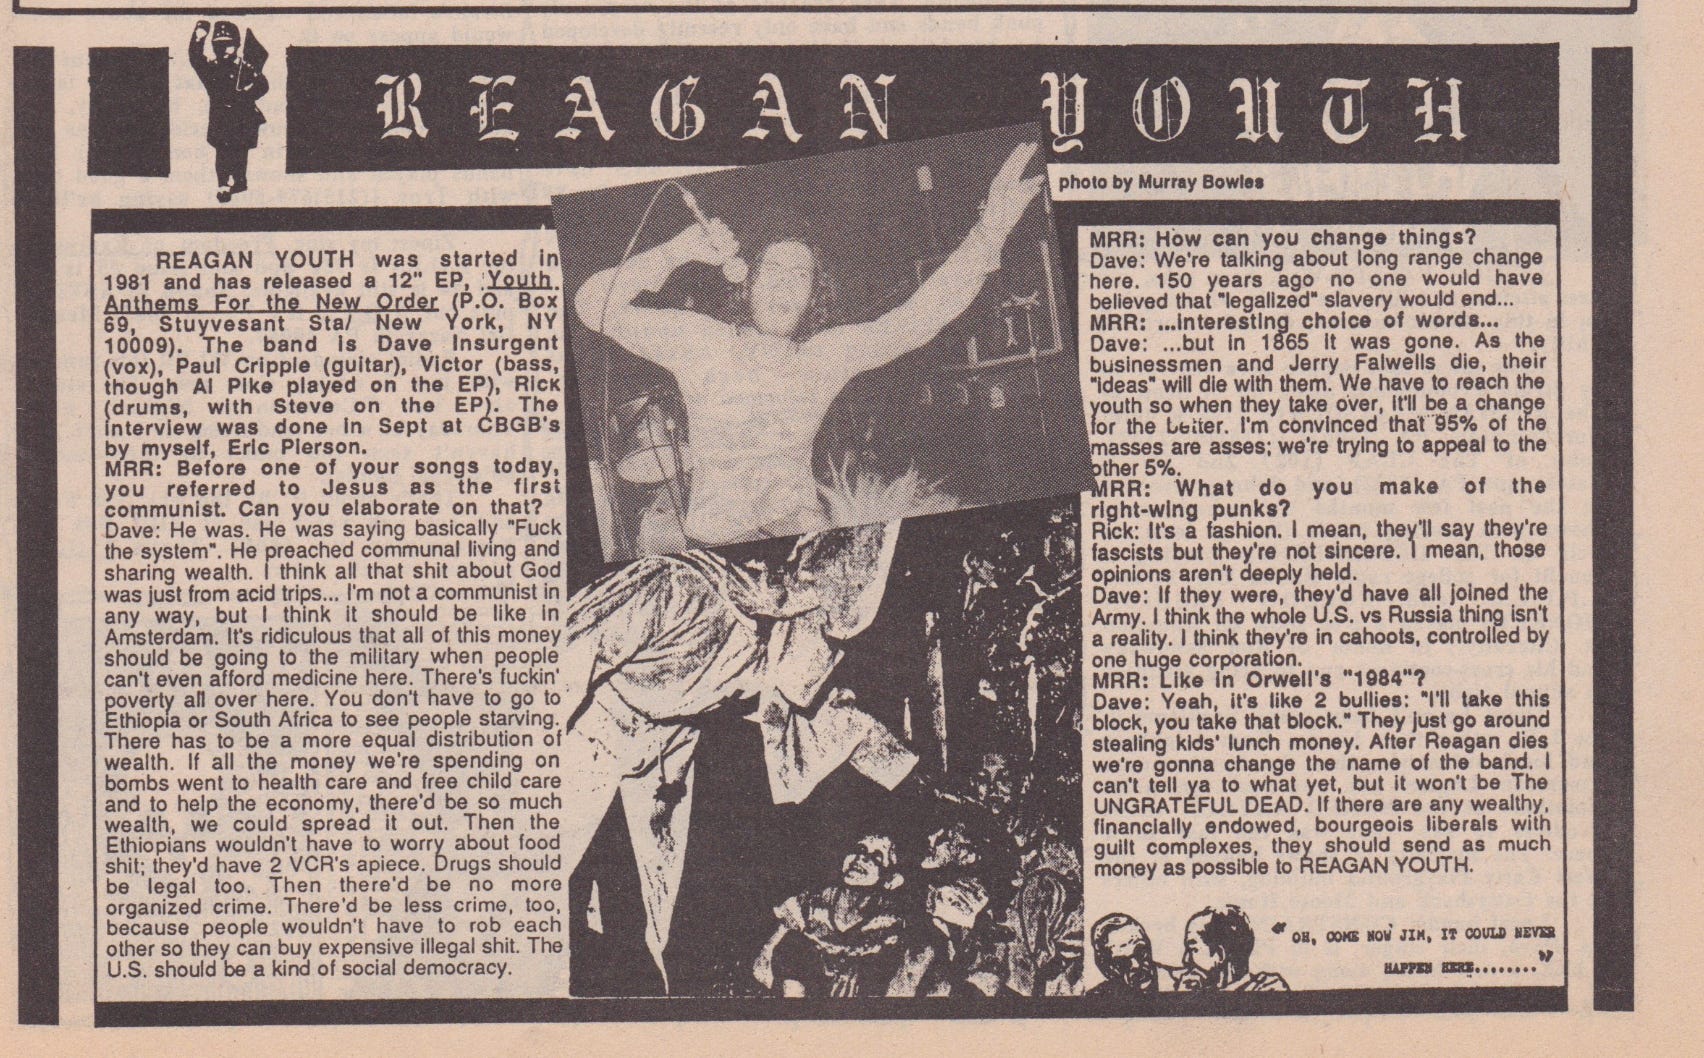 REAGAN YOUTH
photo by Murray Bowles
REAGAN YOUTH was started in
1981 and has released a 12" EP, Youth
Anthems For the New Order (P.O. Box
69, Stuyvesant Sta/ New York, NY
10009). The band is Dave Insurgent
(vox), Paul Cripple (guitar), Victor (bass,
though Al Pike played on the EP), Rick
(drums, with Steve on the EP). The
interview was done in Sept at CBGB's
by myself, Eric Pierson.
MRR: Before one of your songs today,
you referred to Jesus as the first
communist. Can you elaborate on that?
Dave: He was. He was saying basically "Fuck
the system". He preached communal living and
sharing wealth. I think all that shit about God
was just from acid trips... I'm not a communist in
any way, but I think it should be like in
Amsterdam. It's ridiculous that all of this money
should be going to the military when people
can't even afford medicine here. There's fuckin'
poverty all over here. You don't have to go to
Ethiopia or South Africa to see people starving.
There has to be a more equal distribution of
wealth. If all the money we're spending on
bombs went to health care and free child care
and to help the economy, there'd be so much
wealth, we could spread it out. Then the
Ethiopians wouldn't have to worry about food
shit; they'd have 2 VCR's apiece. Drugs should
be legal too. Then there'd be no more
organized crime. There'd be less crime, too,
because people wouldn't have to rob each
other so they can buy expensive illegal shit. The
U.S. should be a kind of social democracy.
MRR: How can you change things?
Dave: We're talking about long range change
here. 150 years ago no one would have
believed that "legalized" slavery would end...
MRR: ...interesting choice of words...
Dave: ...but in 1865 it was gone. As the
businessmen and Jerry Falwells die, their
"ideas" will die with them. We have to reach the
youth so when they take over, it'll be a change
for the better. I'm convinced that 95% of the
masses are asses; we're trying to appeal to the
other 5%.
MRR: What do you make of the
right-wing punks?
Rick: It's a fashion. I mean, they'll say they're
fascists but they're not sincere. I mean, those
opinions aren't deeply held.
Dave: If they were, they'd have all joined the
Army. I think the whole U.S. vs Russia thing isn't
a reality. I think they're in cahoots, controlled by
one huge corporation.
MRR: Like in Orwell's "1984"?
Dave: Yeah, it's like 2 bullies: "I'll take this
block, you take that block." They just go around
stealing kids' lunch money. After Reagan dies
we're gonna change the name of the band. I
can't tell ya to what yet, but it won't be The
UNGRATEFUL DEAD. If there are any wealthy,
financially endowed, bourgeois liberals with
guilt complexes, they should send as much
money as possible to REAGAN YOUTH.
" OH, COME NOW JIM, IT COULD NEVER
HAPPEN HERE........"